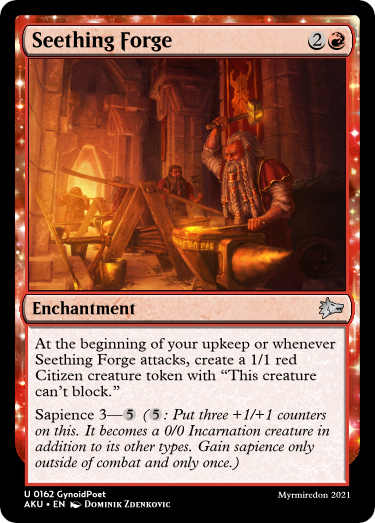 Seething Forge 2
Enchantment
At the beginning of your upkeep or whenever
Seething Forge attacks, create a 1/1 red
Citizen creature token with “This creature
can't block.”
Sapience 3—5 (5: Put three +1/+1 counters
on this. It becomes a 0/0 Incarnation creature in
addition to its other types. Gain sapience only
outside of combat and only once.)
U 0162 GynoidPoet
AKU • EN Dominik Zdenkovic
Myrmiredon 2021